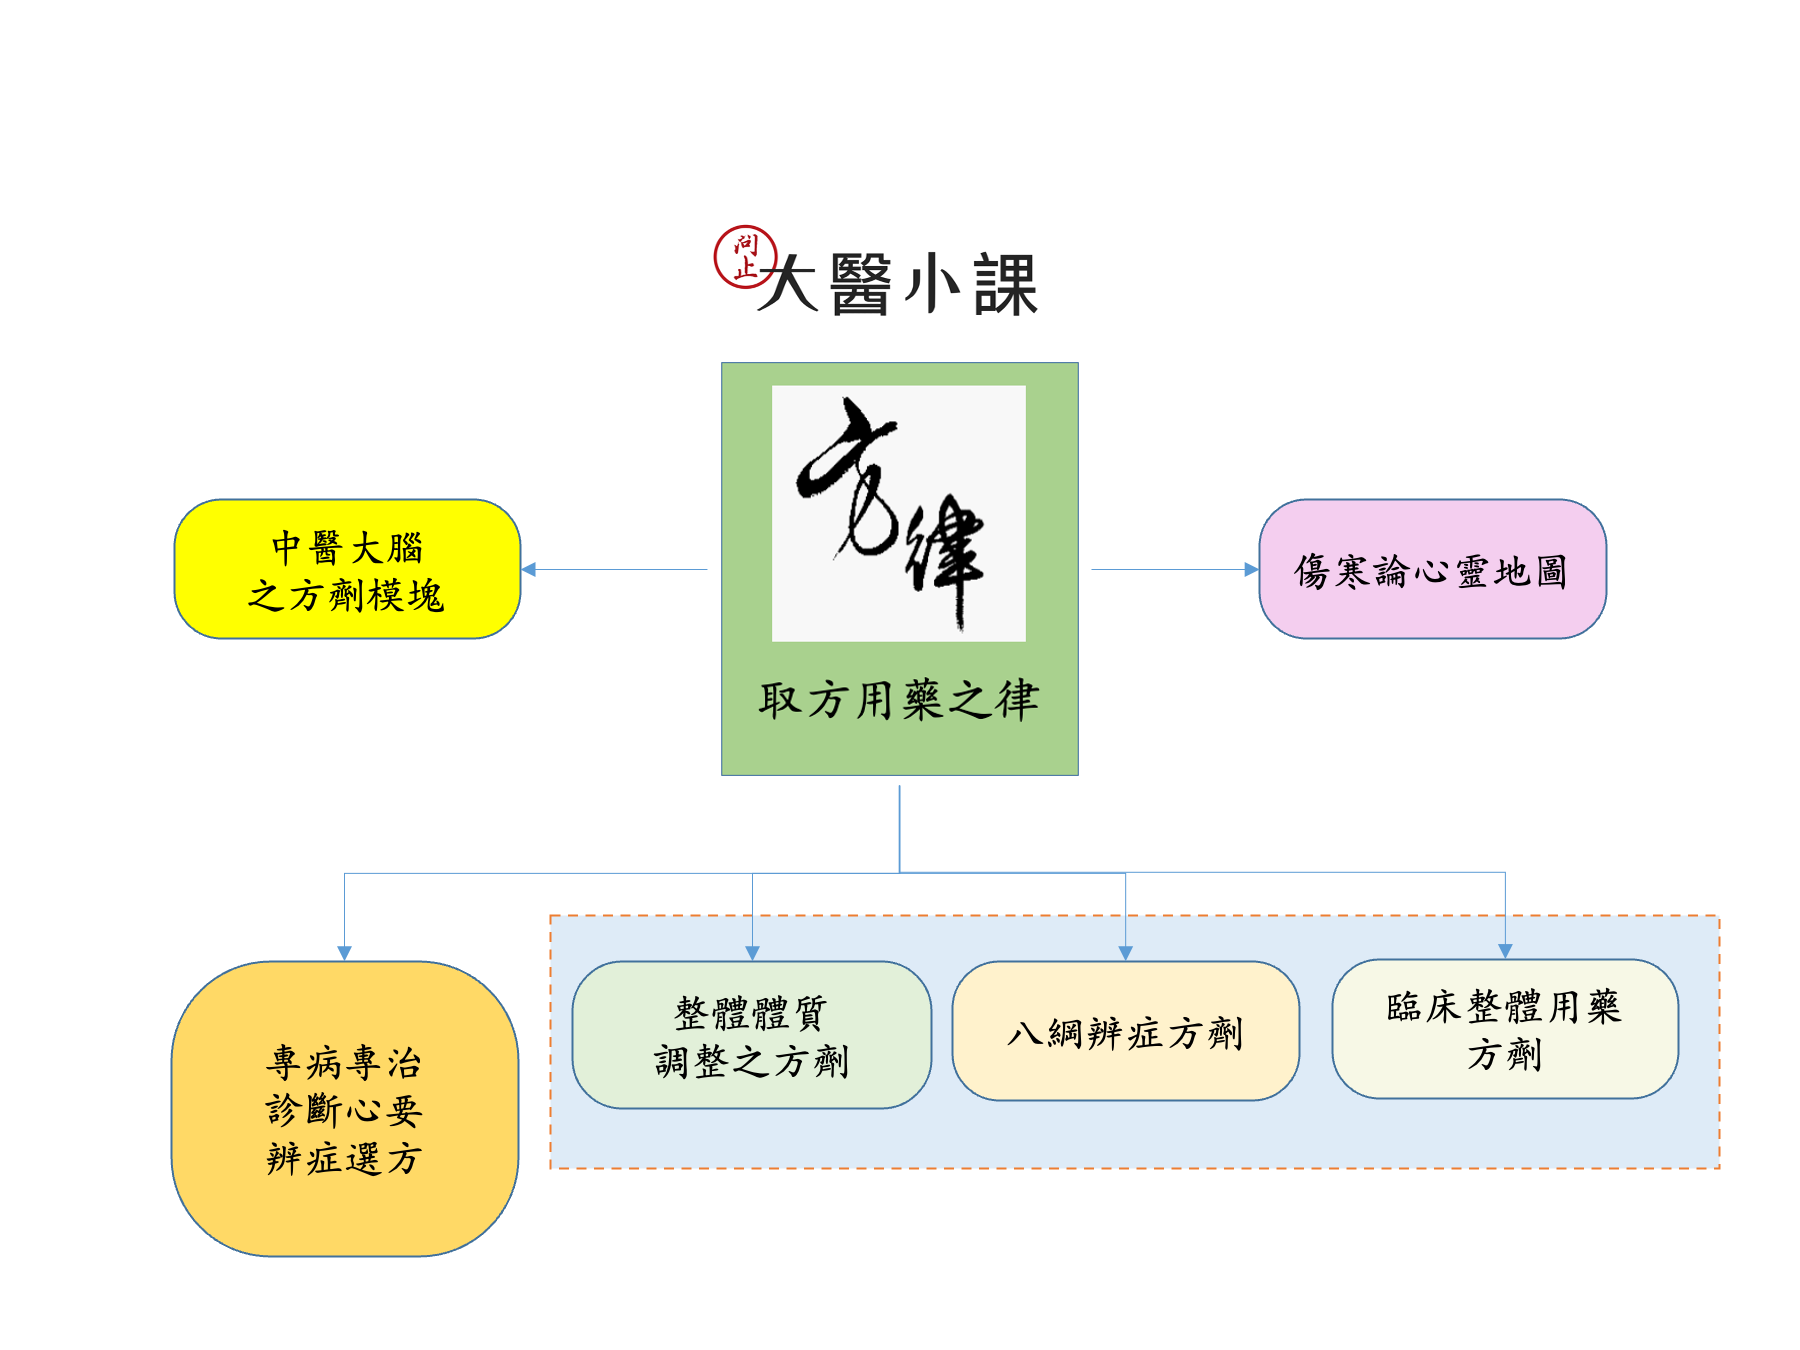 問止
大醫小課
方律
取方用藥之律
中醫大腦
之方劑模塊
傷寒論心靈地圖
專病專治
診斷心要
辨症選方
整體體質
調整之方劑
八綱辨症方劑
臨床整體用藥
方劑